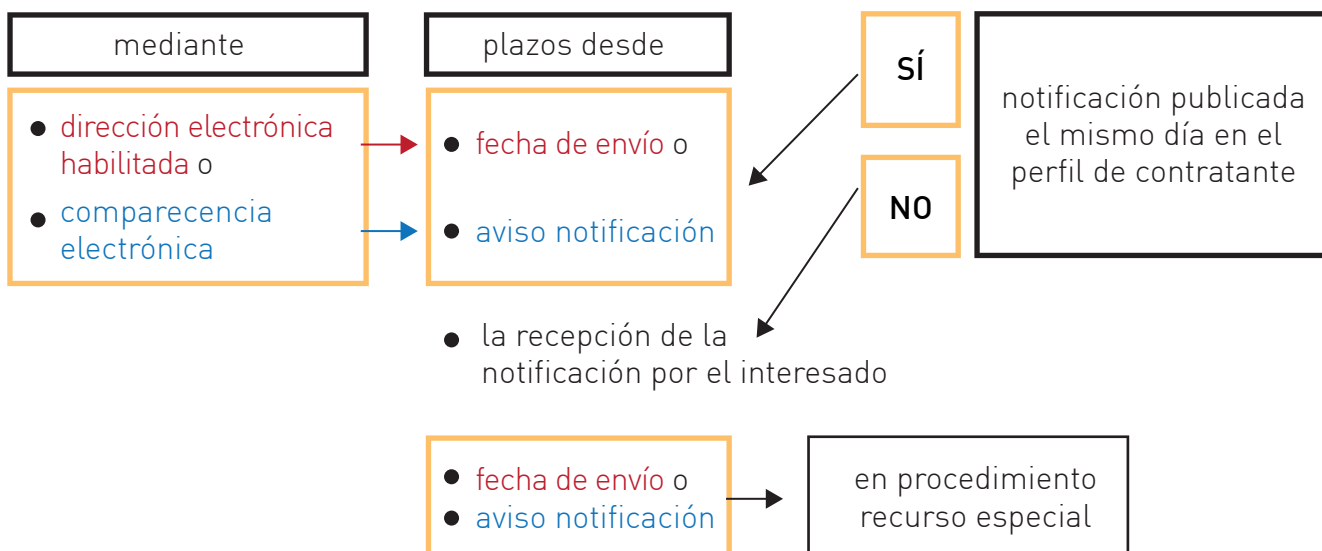 mediante
plazos desde
SÍ
notificación publicada
el mismo día en el
perfil de contratante
● dirección electrónica
habilitada o
● comparecencia
electrónica
● fecha de envío o
● aviso notificación
NO
● la recepción de la
notificación por el interesado
● fecha de envío o
● aviso notificación
en procedimiento
recurso especial